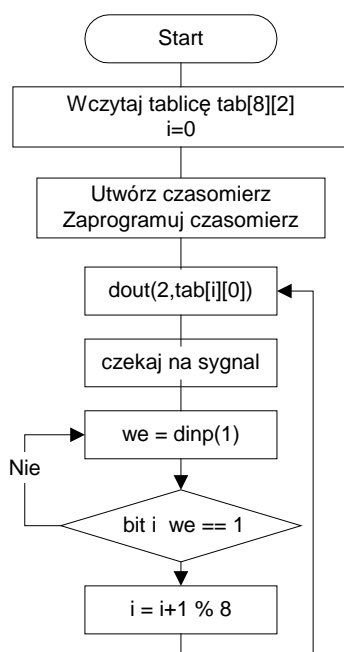 Start
Wczytaj tablicę tab[8][2]
i=0
Utwórz czasomierz
Zaprogramuj czasomierz
dout(2,tab[i][0])
czekaj na sygnal
we = dinp(1)
Nie
bit i we == 1
i = i+1 % 8